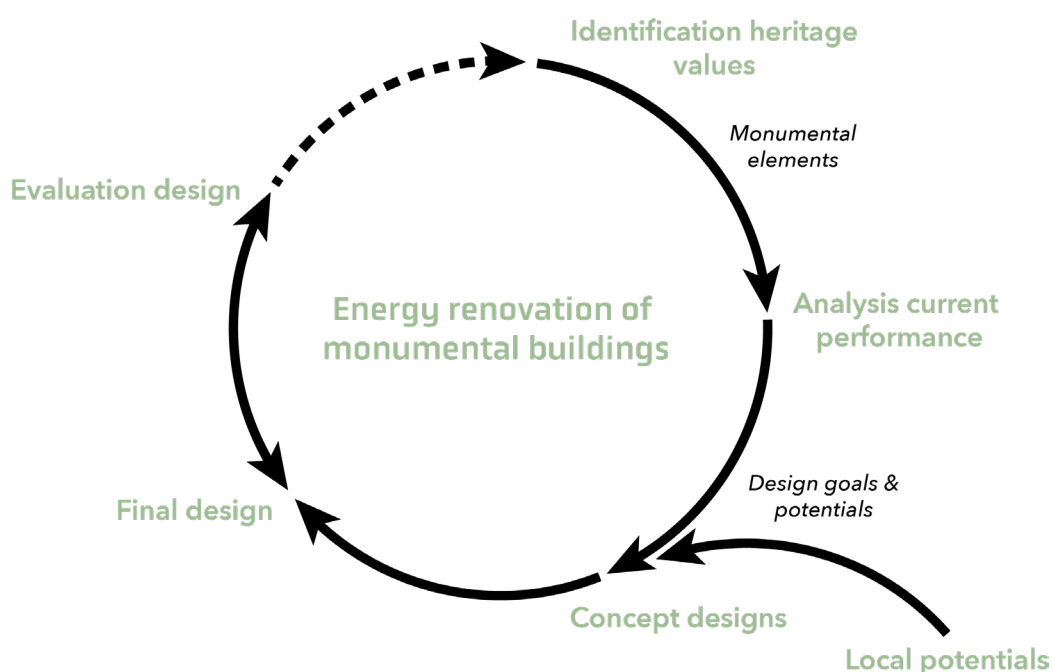 Identification heritage
values
Monumental
elements
Evaluation design
Energy renovation of
monumental buildings
Analysis current
performance
Design goals &
potentials
Final design
Concept designs
Local potentials